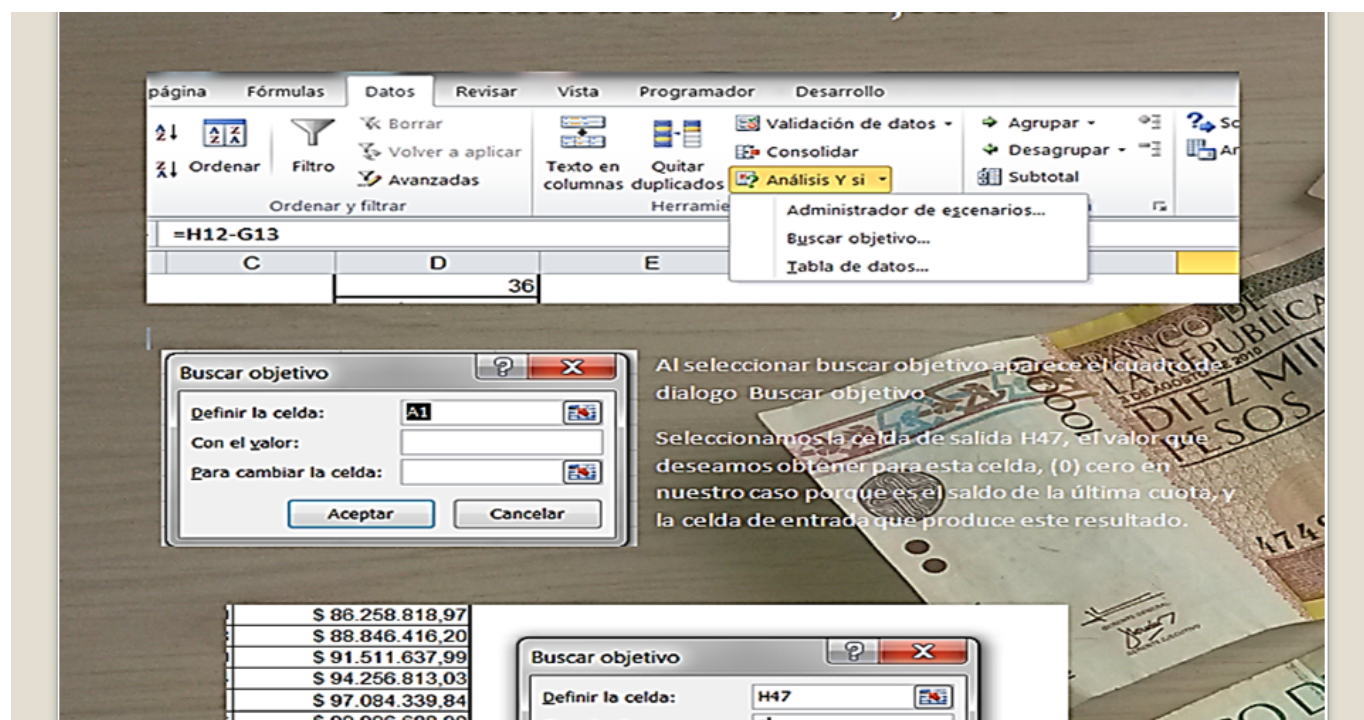 página Fórmulas Datos Revisar Vista Programador Desarrollo
Ordenar
Filtro
Borrar
Volver a aplicar
Avanzadas
Texto en columnas
Quitar duplicados
Validación de datos
Consolidar
Análisis Y si
Agrupar
Desagrupar
Subtotal
Ordenar y filtrar
Administrador de escenarios...
Buscar objetivo...
Tabla de datos...
=H12-G13
C D E
36
Buscar objetivo
Definir la celda: A1
Con el valor:
Para cambiar la celda:
Aceptar Cancelar
Al seleccionar buscar objetivo aparece el cuadro de
dialogo Buscar objetivo
Seleccionamos la celda de salida H47, el valor que
deseamos obtener para esta celda, (0) cero en
nuestro caso porque es el saldo de la última cuota, y
la celda de entrada que produce este resultado.
BANCO DE
LA REPUBLICA
DIEZ MIL
PESOS
$ 86.258.818,97
$ 88.846.416,20
$ 91.511.637,99
$ 94.256.813,03
$ 97.084.339,84
Buscar objetivo
Definir la celda: H47